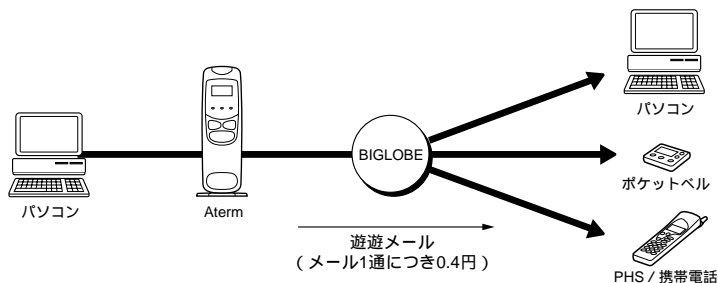 パソコン
Aterm
BIGLOBE
遊遊メール
(メール1通につき0.4円)
パソコン
ポケットベル
PHS / 携帯電話